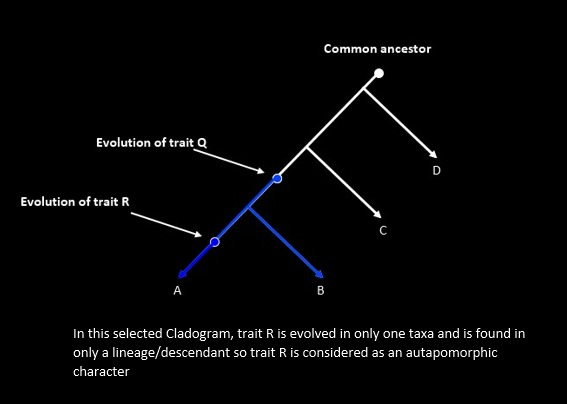 Common ancestor
Evolution of trait Q
D
Evolution of trait R
C
A
B
In this selected Cladogram, trait R is evolved in only one taxa and is found in
only a lineage/descendant so trait R is considered as an autapomorphic
character